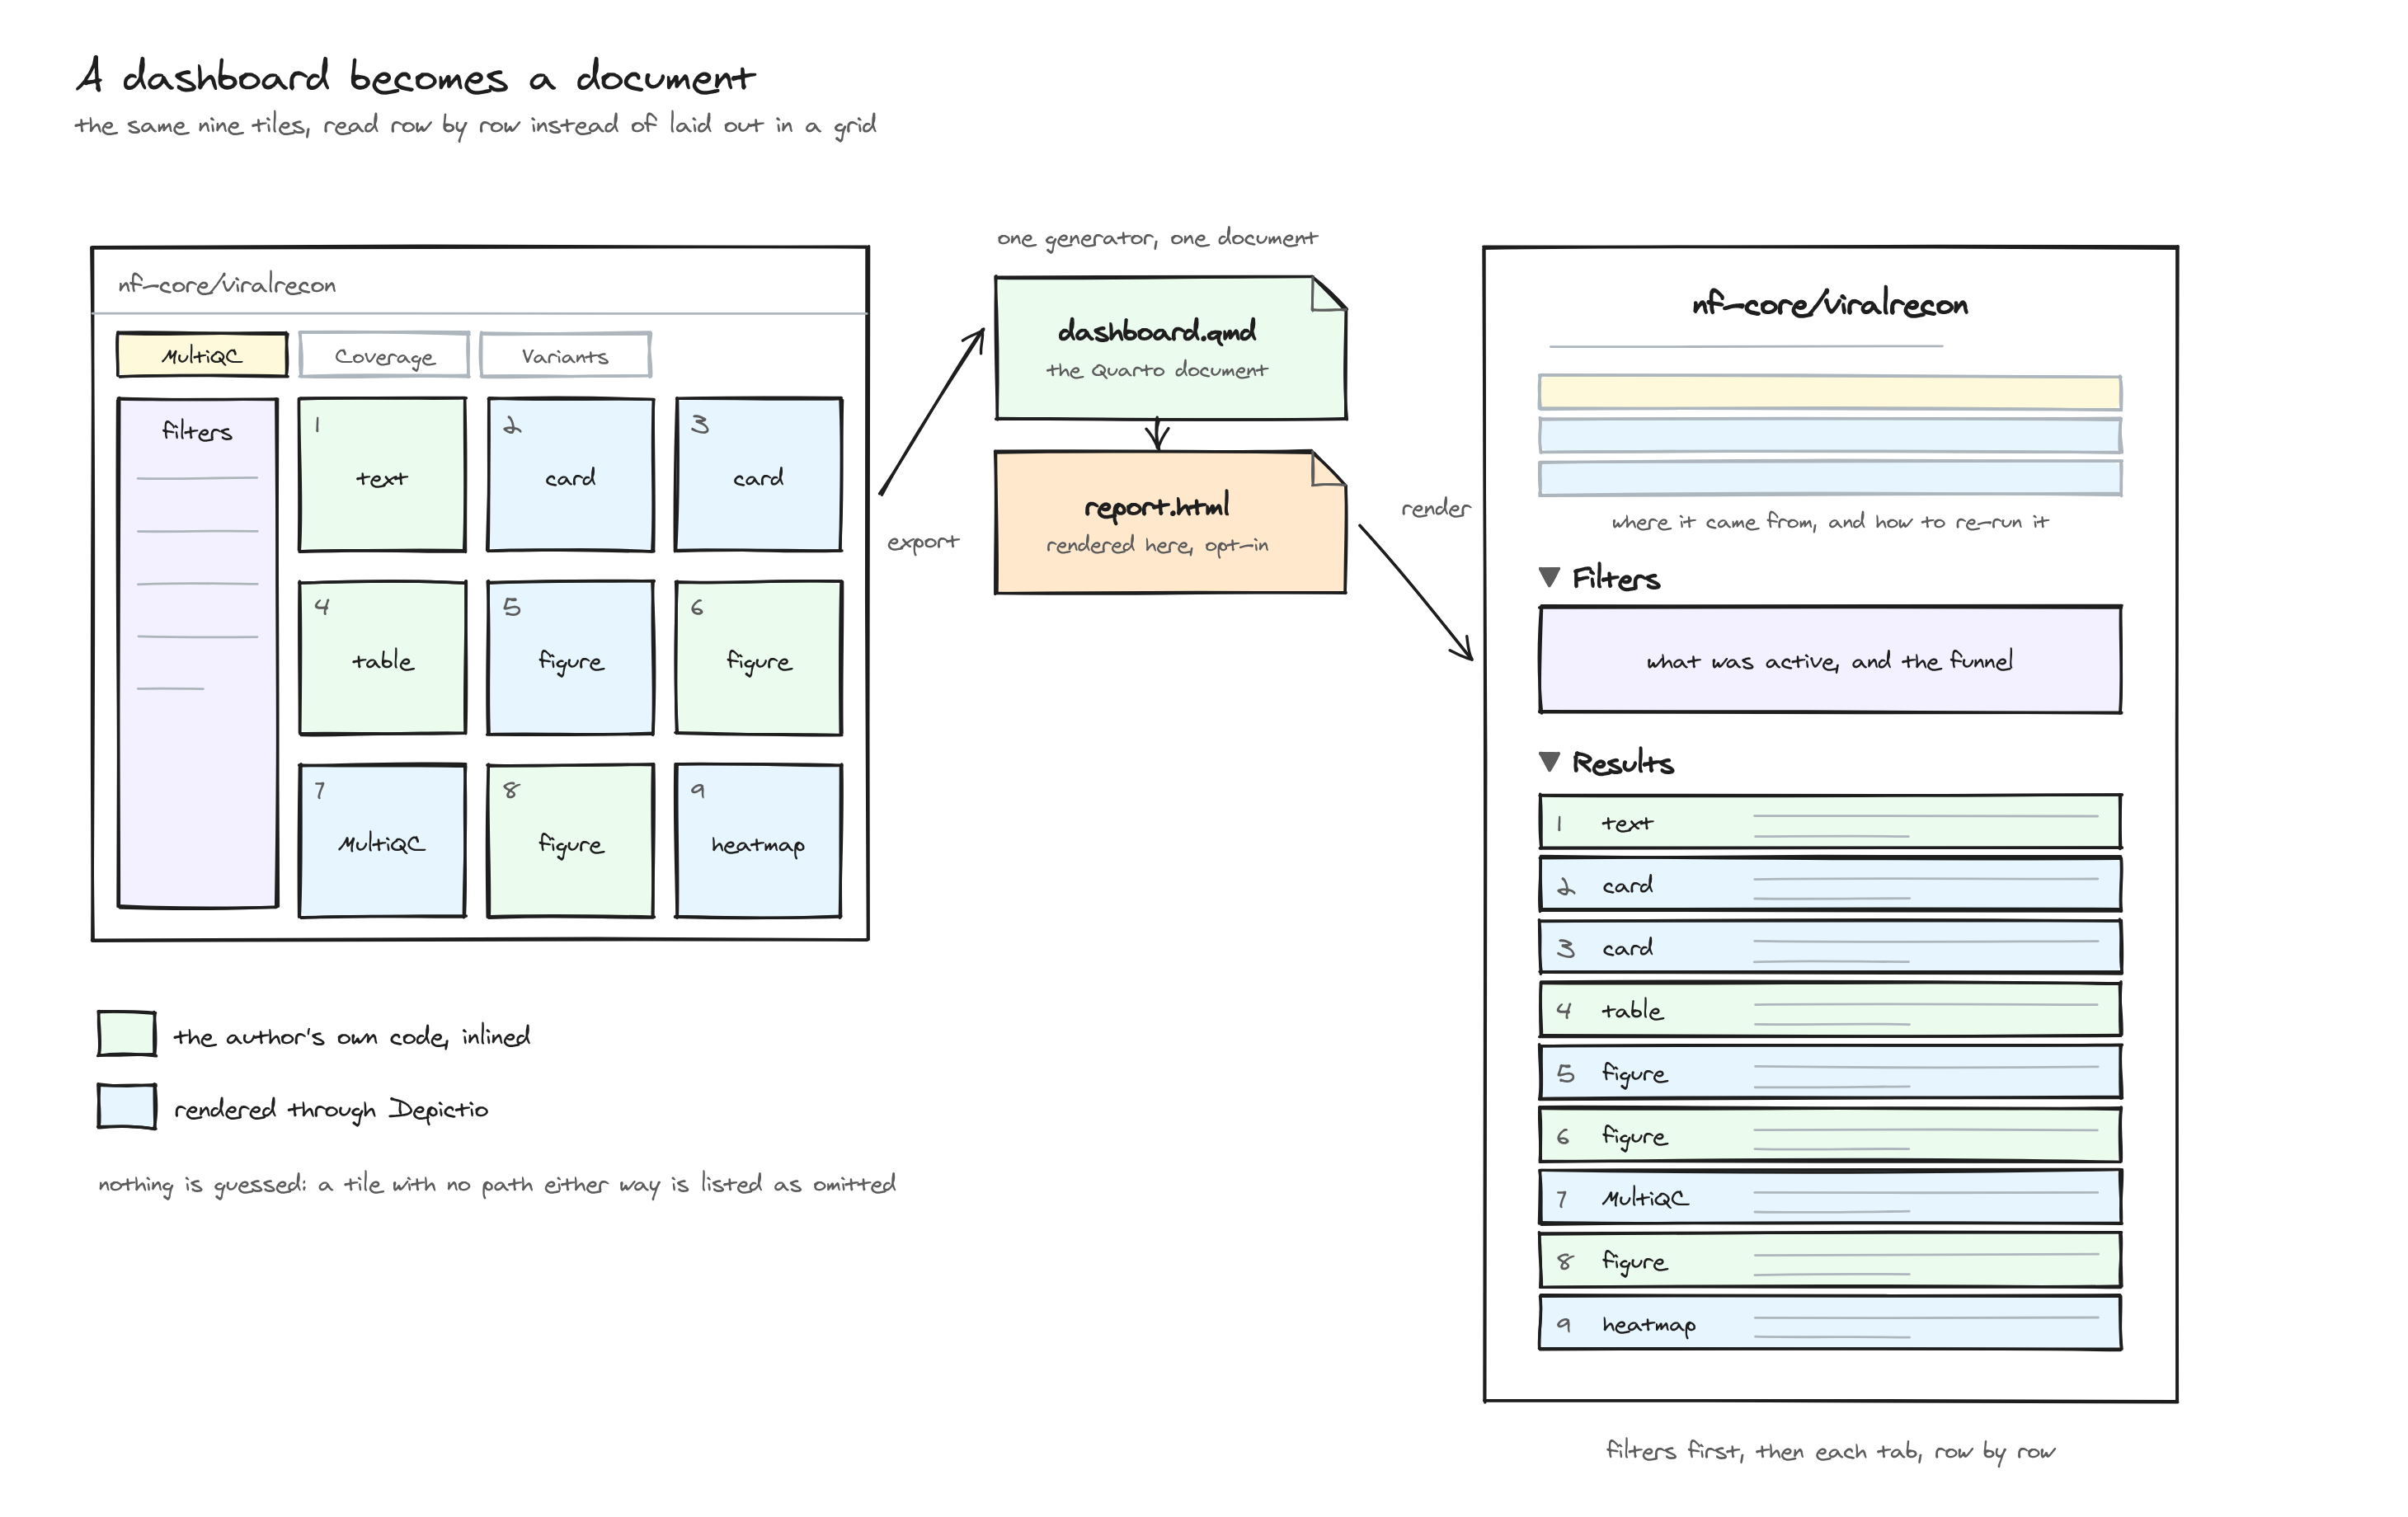 A dashboard becomes a document
the same nine tiles, read row by row instead of laid out in a grid
nf-core/viralrecon
MultiQC
Coverage
Variants
filters
1
text
2
card
3
card
4
table
5
figure
6
figure
7
MultiQC
8
figure
9
heatmap
the author's own code, inlined
rendered through Depictio
nothing is guessed: a tile with no path either way is listed as omitted
export
one generator, one document
dashboard.qmd
the Quarto document
report.html
rendered here, opt-in
render
nf-core/viralrecon
where it came from, and how to re-run it
Filters
what was active, and the funnel
Results
1 text
2 card
3 card
4 table
5 figure
6 figure
7 MultiQC
8 figure
9 heatmap
filters first, then each tab, row by row